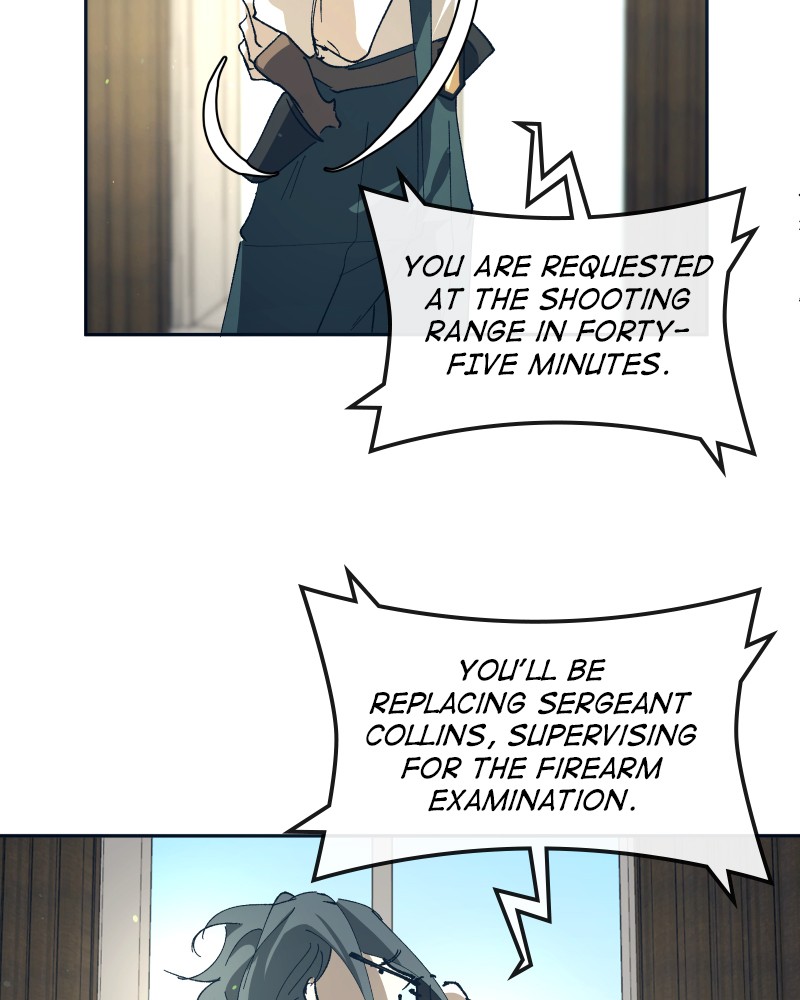 YOU ARE REQUESTED
AT THE SHOOTING
RANGE IN FORTY-
FIVE MINUTES.
YOU'LL BE
REPLACING SERGEANT
COLLINS, SUPERVISING
FOR THE FIREARM
EXAMINATION.